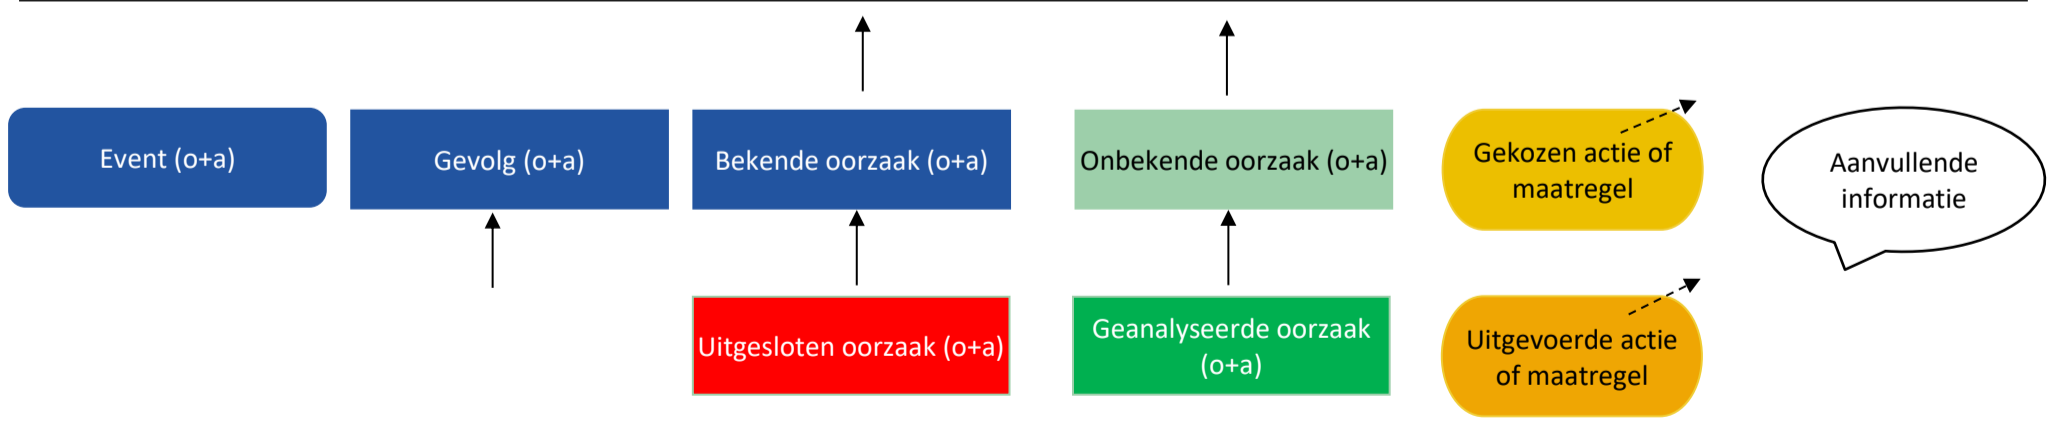 Event (o+a)
Gevolg (o+a)
Bekende oorzaak (o+a)
Onbekende oorzaak (o+a)
Gekozen actie of
maatregel
Aanvullende
informatie
Uitgesloten oorzaak (o+a)
Geanalyseerde oorzaak
(o+a)
Uitgevoerde actie
of maatregel